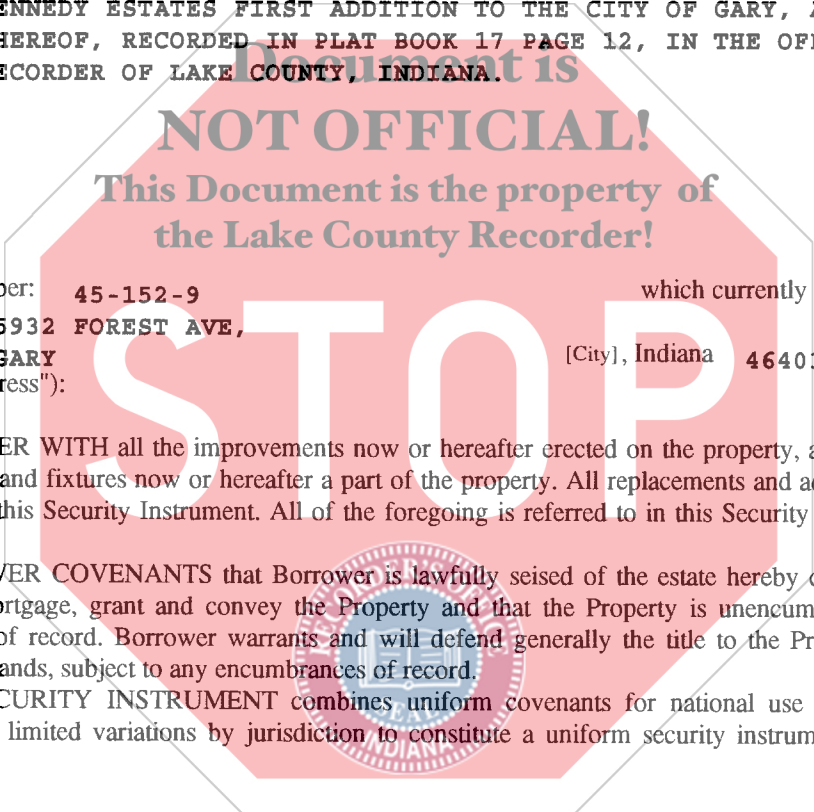 ENNEDY ESTATES FIRST ADDITION TO THE CITY OF GARY, A
HEREOF, RECORDED IN PLAT BOOK 17 PAGE 12, IN THE OFF
ECORDER OF LAKE COUNTY, INDIANA.
Document is
NOT OFFICIAL!
This Document is the property of
the Lake County Recorder!
ber: 45-152-9 which currently
5932 FOREST AVE,
GARY [City], Indiana 46403
ress"):
STOP
ER WITH all the improvements now or hereafter erected on the property, a
and fixtures now or hereafter a part of the property. All replacements and ad
this Security Instrument. All of the foregoing is referred to in this Security
VER COVENANTS that Borrower is lawfully seised of the estate hereby c
ortgage, grant and convey the Property and that the Property is unencum
of record. Borrower warrants and will defend generally the title to the Pr
ands, subject to any encumbrances of record.
CURITY INSTRUMENT combines uniform covenants for national use
limited variations by jurisdiction to constitute a uniform security instrum
SEAL
INDIANA